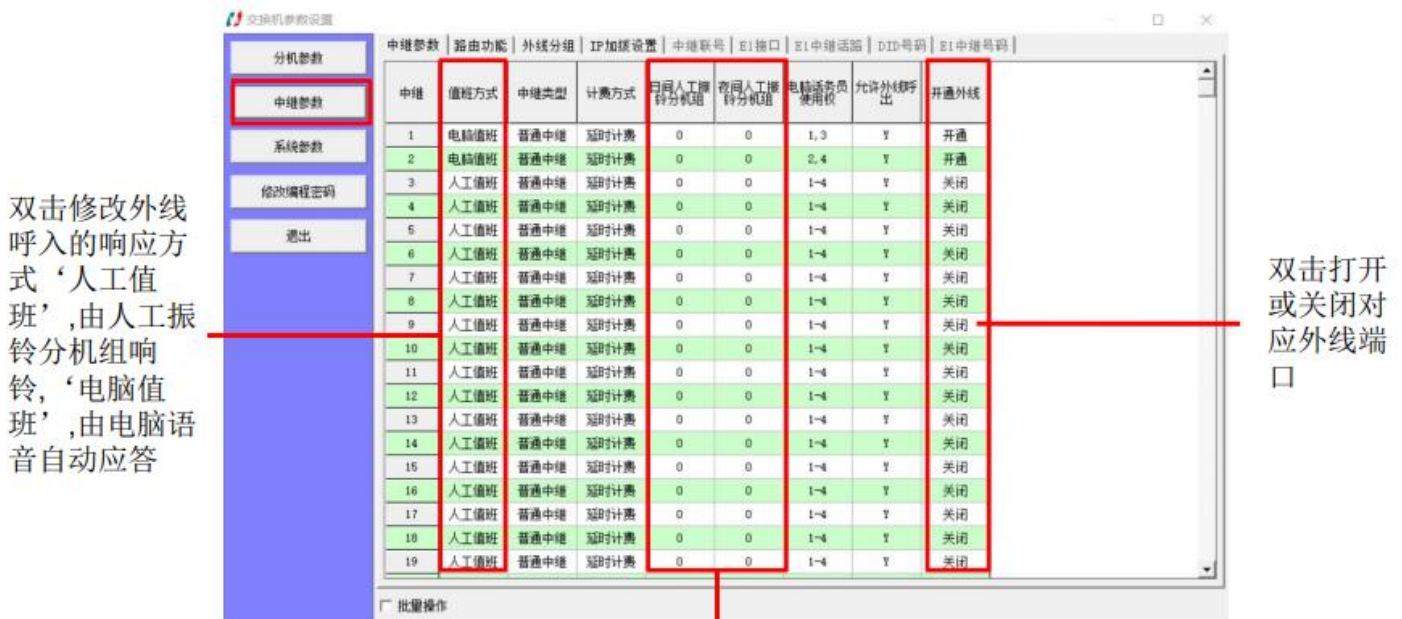 交换机参数设置
分机参数
中继参数
系统参数
修改编程密码
退出
中继参数 路由功能 外线分组 IP加拨设置 中继联号 E1接口 E1中继话路 DID号码 E1中继号码
中继 值班方式 中继类型 计费方式 日间人工振铃分机组 夜间人工振铃分机组 电脑话务员使用权 允许外线呼出 开通外线
1 电脑值班 普通中继 延时计费 0 0 1,3 Y 开通
2 电脑值班 普通中继 延时计费 0 0 2,4 Y 开通
3 人工值班 普通中继 延时计费 0 0 1-4 Y 关闭
4 人工值班 普通中继 延时计费 0 0 1-4 Y 关闭
5 人工值班 普通中继 延时计费 0 0 1-4 Y 关闭
6 人工值班 普通中继 延时计费 0 0 1-4 Y 关闭
7 人工值班 普通中继 延时计费 0 0 1-4 Y 关闭
8 人工值班 普通中继 延时计费 0 0 1-4 Y 关闭
9 人工值班 普通中继 延时计费 0 0 1-4 Y 关闭
10 人工值班 普通中继 延时计费 0 0 1-4 Y 关闭
11 人工值班 普通中继 延时计费 0 0 1-4 Y 关闭
12 人工值班 普通中继 延时计费 0 0 1-4 Y 关闭
13 人工值班 普通中继 延时计费 0 0 1-4 Y 关闭
14 人工值班 普通中继 延时计费 0 0 1-4 Y 关闭
15 人工值班 普通中继 延时计费 0 0 1-4 Y 关闭
16 人工值班 普通中继 延时计费 0 0 1-4 Y 关闭
17 人工值班 普通中继 延时计费 0 0 1-4 Y 关闭
18 人工值班 普通中继 延时计费 0 0 1-4 Y 关闭
19 人工值班 普通中继 延时计费 0 0 1-4 Y 关闭
批量操作
双击修改外线
呼入的响应方
式‘人工值
班’,由人工振
铃分机组响
铃,‘电脑值
班’,由电脑语
音自动应答
双击打开
或关闭对
应外线端
口